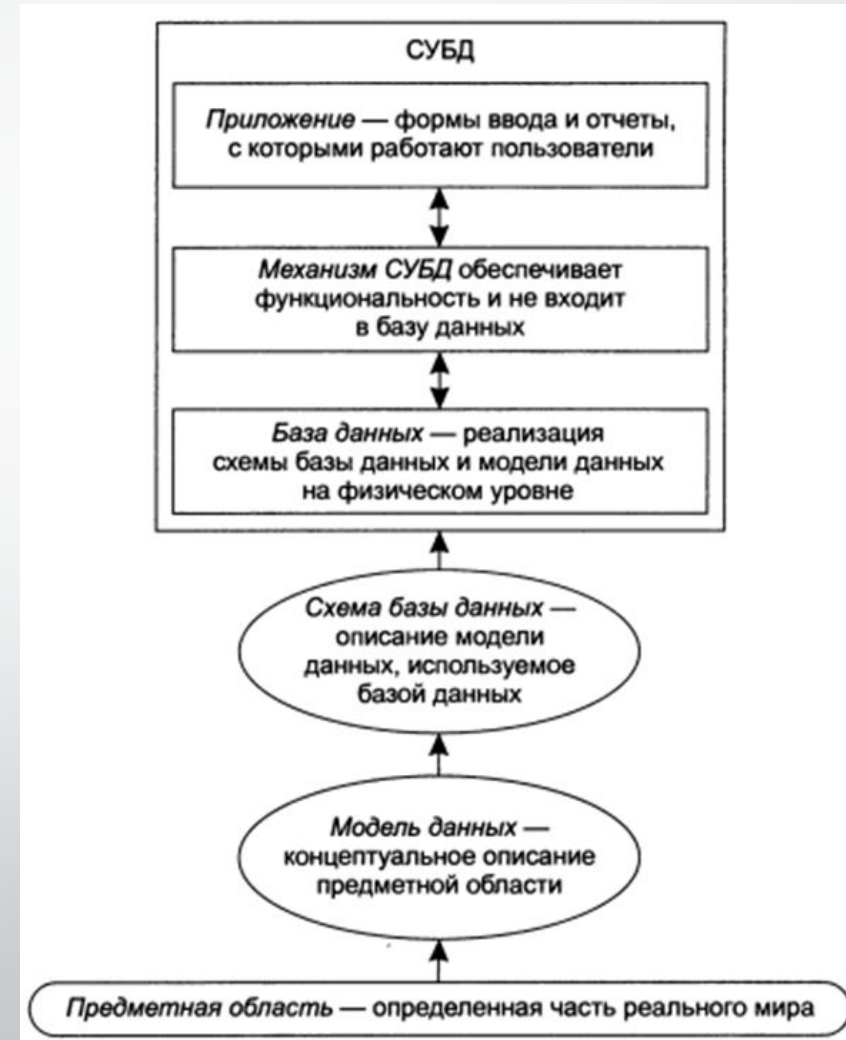 СУБД
Приложение — формы ввода и отчеты,
с которыми работают пользователи
Механизм СУБД обеспечивает
функциональность и не входит
в базу данных
База данных — реализация
схемы базы данных и модели данных
на физическом уровне
Схема базы данных —
описание модели
данных, используемое
базой данных
Модель данных —
концептуальное описание
предметной области
Предметная область — определенная часть реального мира